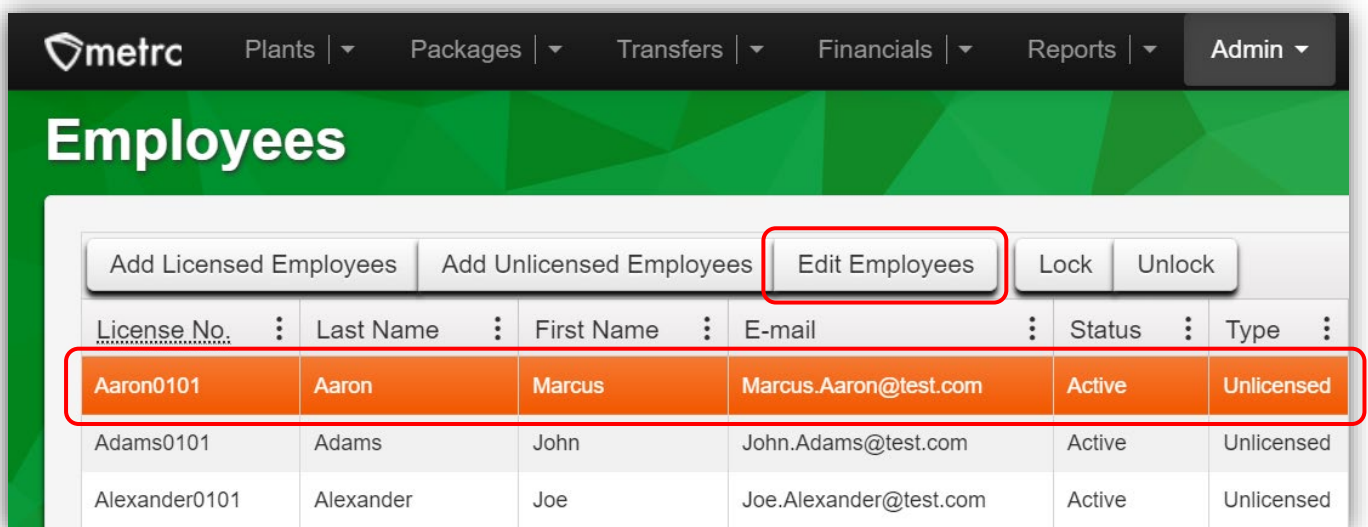 metrc Plants Packages Transfers Financials Reports Admin
Employees
Add Licensed Employees Add Unlicensed Employees Edit Employees Lock Unlock
License No. Last Name First Name E-mail Status Type
Aaron0101 Aaron Marcus Marcus.Aaron@test.com Active Unlicensed
Adams0101 Adams John John.Adams@test.com Active Unlicensed
Alexander0101 Alexander Joe Joe.Alexander@test.com Active Unlicensed